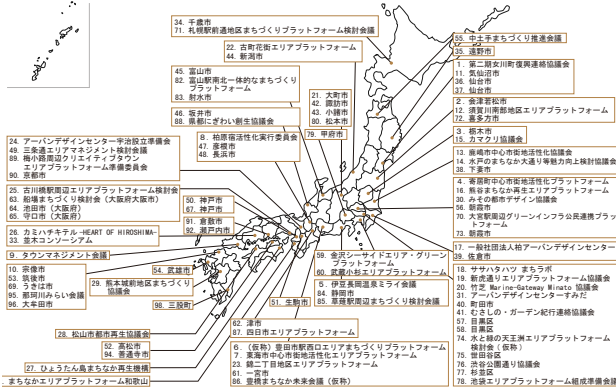 34. 千歳市
71. 札幌駅前通地区まちづくりプラットフォーム検討会議
22. 古町花街エリアプラットフォーム
44. 新潟市
55. 中土手まちづくり推進会議
35. 遠野市
45. 富山市
82. 富山駅南北一体的なまちづくり
プラットフォーム
83. 射水市
21. 大町市
42. 諏訪市
43. 小諸市
80. 松本市
1. 第二期女川町復興連絡協議会
11. 気仙沼市
36. 仙台市
37. 仙台市
46. 坂井市
88. 県都にぎわい創生協議会
79. 甲府市
2. 会津若松市
12. 須賀川南部地区エリアプラットフォーム
72. 喜多方市
8. 柏原宿活性化実行委員会
47. 彦根市
48. 長浜市
3. 栃木市
15. カマクリ協議会
24. アーバンデザインセンター宇治設立準備会
49. 三条通エリアマネジメント検討会議
89. 梅小路周辺クリエイティブタウン
エリアプラットフォーム準備委員会
90. 京都市
13. 鹿嶋市中心市街地活性化協議会
14. 水戸のまちなか大通り等魅力向上検討協議会
38. 下妻市
25. 古川橋駅周辺エリアプラットフォーム検討会
63. 船場まちづくり検討会(大阪府大阪市)
64. 池田市(大阪府)
65. 守口市(大阪府)
50. 神戸市
67. 神戸市
4. 寄居町中心市街地活性化プラットフォーム
16. 熊谷まちなか再生エリアプラットフォーム
30. みその都市デザイン協議会
56. 朝霞市
70. 大宮駅周辺グリーンインフラ公民連携プラット
フォーム
73. 朝霞市
91. 倉敷市
92. 瀬戸内市
26. カミハチキテル -HEART OF HIROSHIMA-
33. 並木コンソーシアム
17. 一般社団法人柏アーバンデザインセンター
39. 佐倉市
9. タウンマネジメント会議
59. 金沢シーサイドエリア・グリーン
プラットフォーム
60. 武蔵小杉エリアプラットフォーム
10. 宗像市
53. 筑後市
69. うきは市
95. 那珂川みらい会議
96. 大牟田市
54. 武雄市
29. 熊本城前地区まちづくり
協議会
98. 三股町
5. 伊豆長岡温泉エリアミライ会議
84. 静岡市
85. 草薙駅周辺まちづくり検討会議
18. ササハタハツ まちラボ
19. 新虎通りエリアプラットフォーム協議会
20. 竹芝 Marine-Gateway Minato 協議会
31. アーバンデザインセンターすみだ
40. 町田市
41. むさしの・ガーデン紀行連絡協議会
57. 目黒区
58. 目黒区
74. 水と緑の天王洲エリアプラットフォーム
検討会(仮称)
75. 世田谷区
76. 渋谷公園通り協議会
77. 杉並区
78. 池袋エリアプラットフォーム組成準備会
51. 生駒市
62. 津市
87. 四日市エリアプラットフォーム
28. 松山市都市再生協議会
52. 高松市
94. 善通寺市
27. ひょうたん島まちなか再生機構
6. (仮称)豊田市駅西口エリアまちづくりプラットフォーム
7. 東海市中心市街地活性化エリアプラットフォーム
23. 錦二丁目地区エリアプラットフォーム
61. 一宮市
86. 豊橋まちなか未来会議(仮称)
まちなかエリアプラットフォーム和歌山